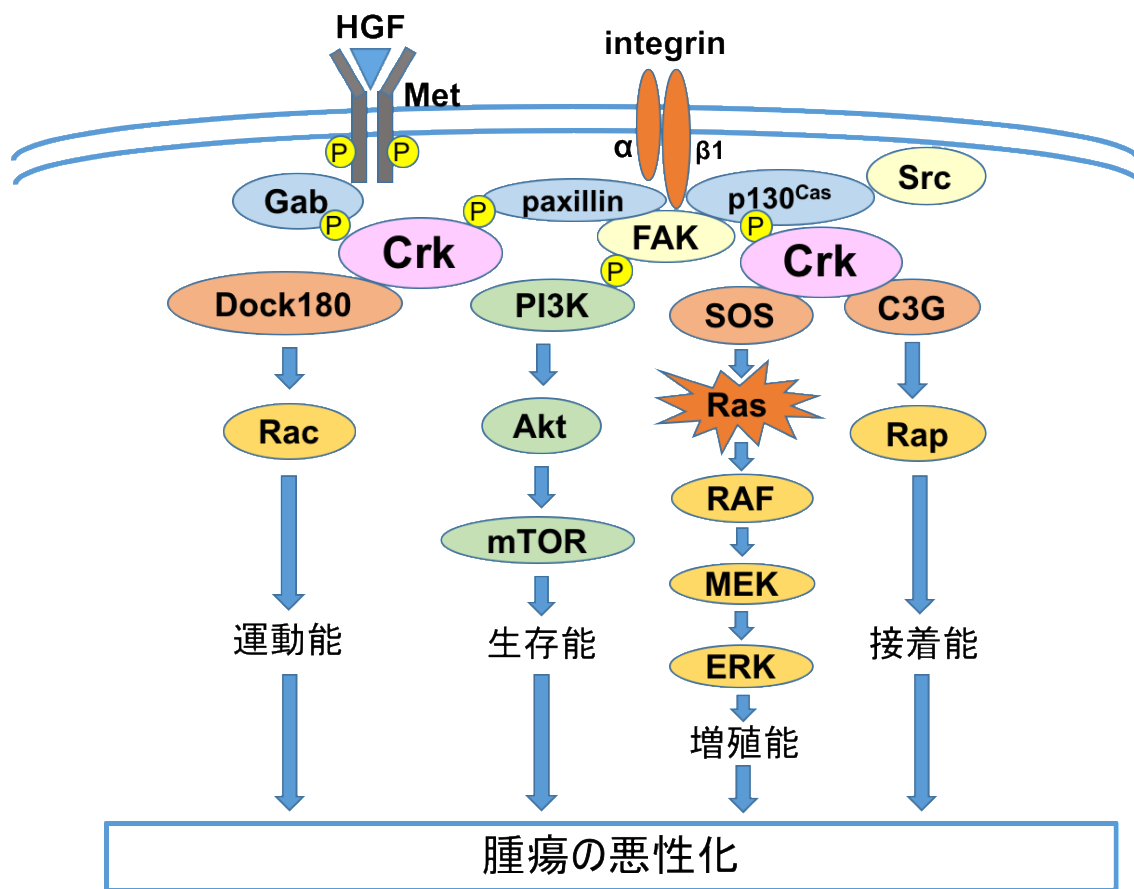 HGF
integrin
Met
α
β1
P
P
Src
Gab
paxillin
p130Cas
P
P
P
Crk
FAK
Crk
P
Dock180
PI3K
SOS
C3G
Ras
Rac
Akt
Rap
RAF
mTOR
MEK
運動能
生存能
接着能
ERK
増殖能
腫瘍の悪性化